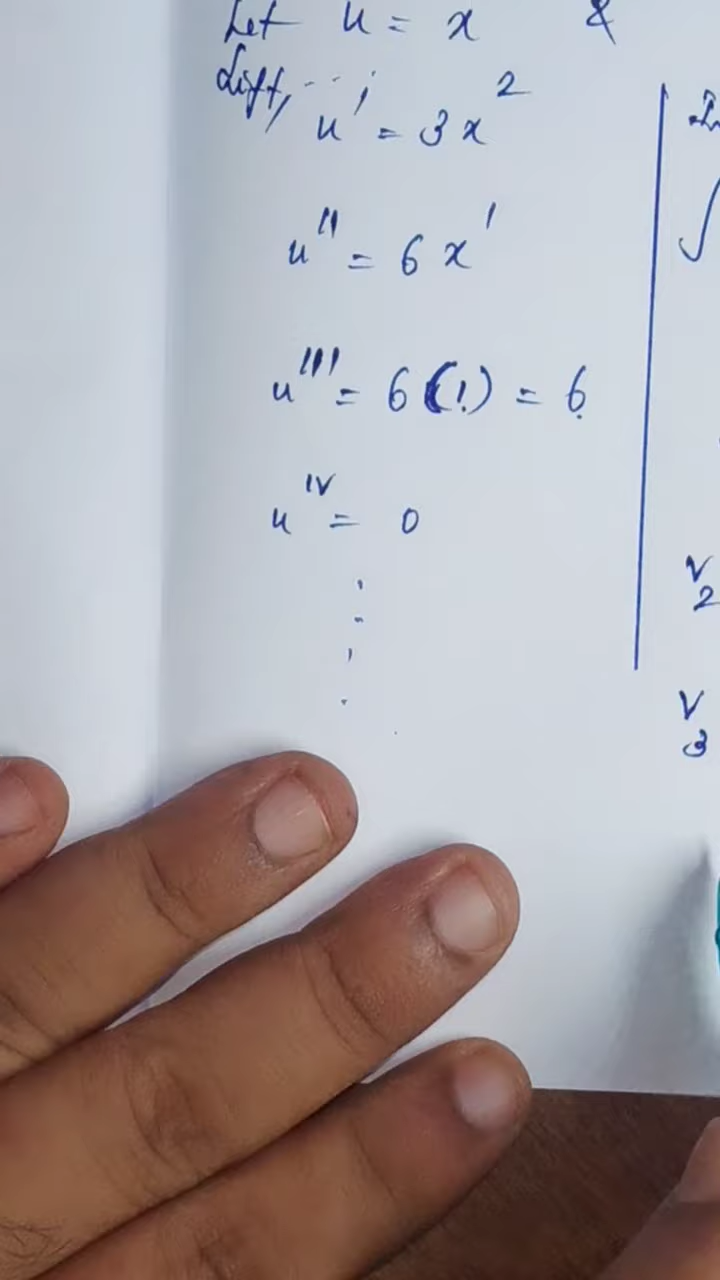 Let u = x &
diff,
u' = 3x²
u'' = 6x'
u''' = 6(1) = 6
u^IV = 0
∫
V₂
V₃